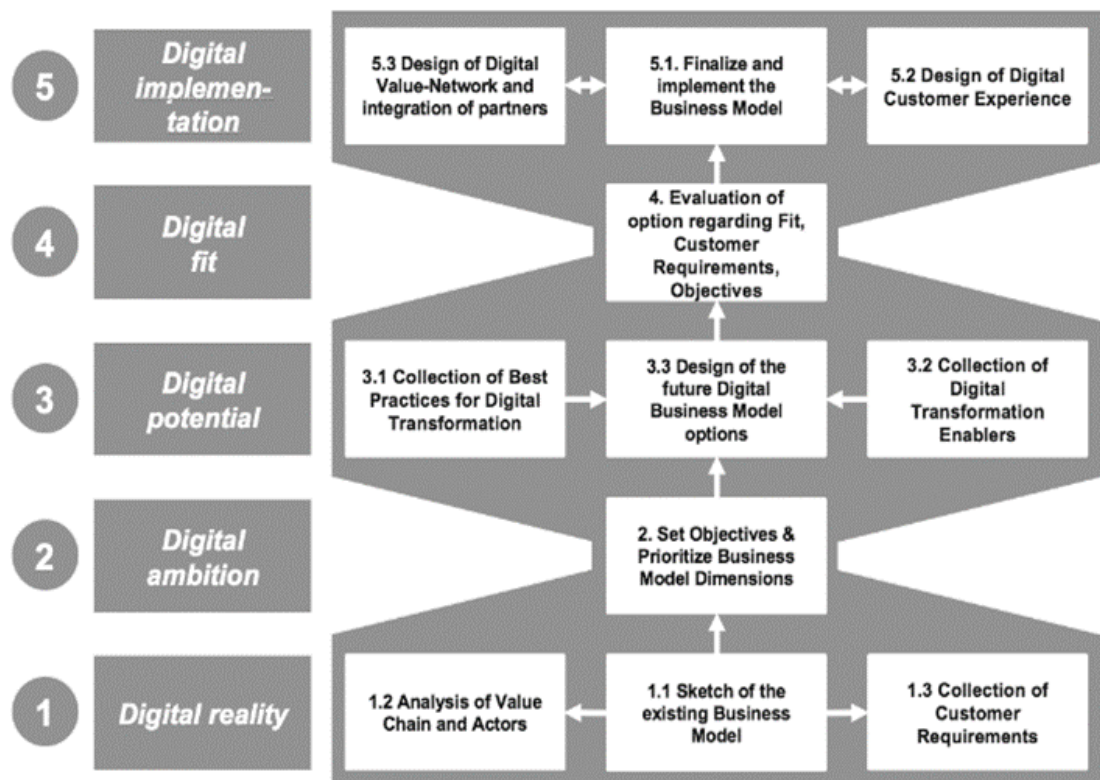 5
Digital
implemen-
tation
5.3 Design of Digital
Value-Network and
integration of partners
5.1. Finalize and
implement the
Business Model
5.2 Design of Digital
Customer Experience
4
Digital
fit
4. Evaluation of
option regarding Fit,
Customer
Requirements,
Objectives
3
Digital
potential
3.1 Collection of Best
Practices for Digital
Transformation
3.3 Design of the
future Digital
Business Model
options
3.2 Collection of
Digital
Transformation
Enablers
2
Digital
ambition
2. Set Objectives &
Prioritize Business
Model Dimensions
1
Digital reality
1.2 Analysis of Value
Chain and Actors
1.1 Sketch of the
existing Business
Model
1.3 Collection of
Customer
Requirements